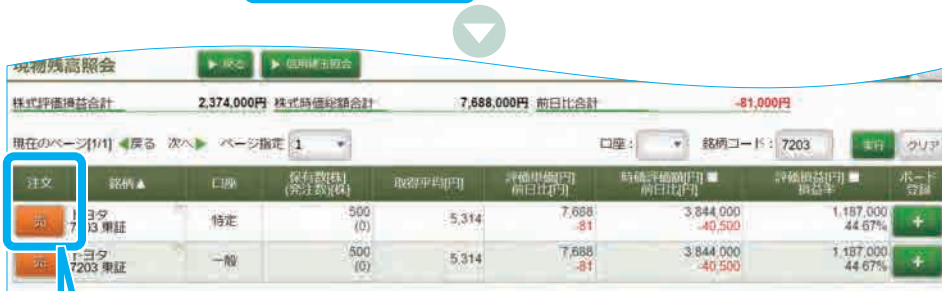 現物残高照会 ▶ 戻る ▶ 信用建玉照会
株式評価損益合計 2,374,000円 株式時価総額合計 7,688,000円 前日比合計 -81,000円
現在のページ[1/1] ◀戻る 次へ▶ ページ指定 1 口座: 銘柄コード: 7203 実行 クリア
注文 銘柄▲ 口座 保有数[株] 取得平均[円] 評価単価[円] 時価評価額[円] 評価損益[円] ボード
(発注数)[株] 前日比[円] 前日比[円] 損益率 登録
売 トヨタ 特定 500 5,314 7,688 3,844,000 1,187,000 +
7203 東証 (0) -81 -40,500 44.67%
売 トヨタ 一般 500 5,314 7,688 3,844,000 1,187,000 +
7203 東証 (0) -81 -40,500 44.67%